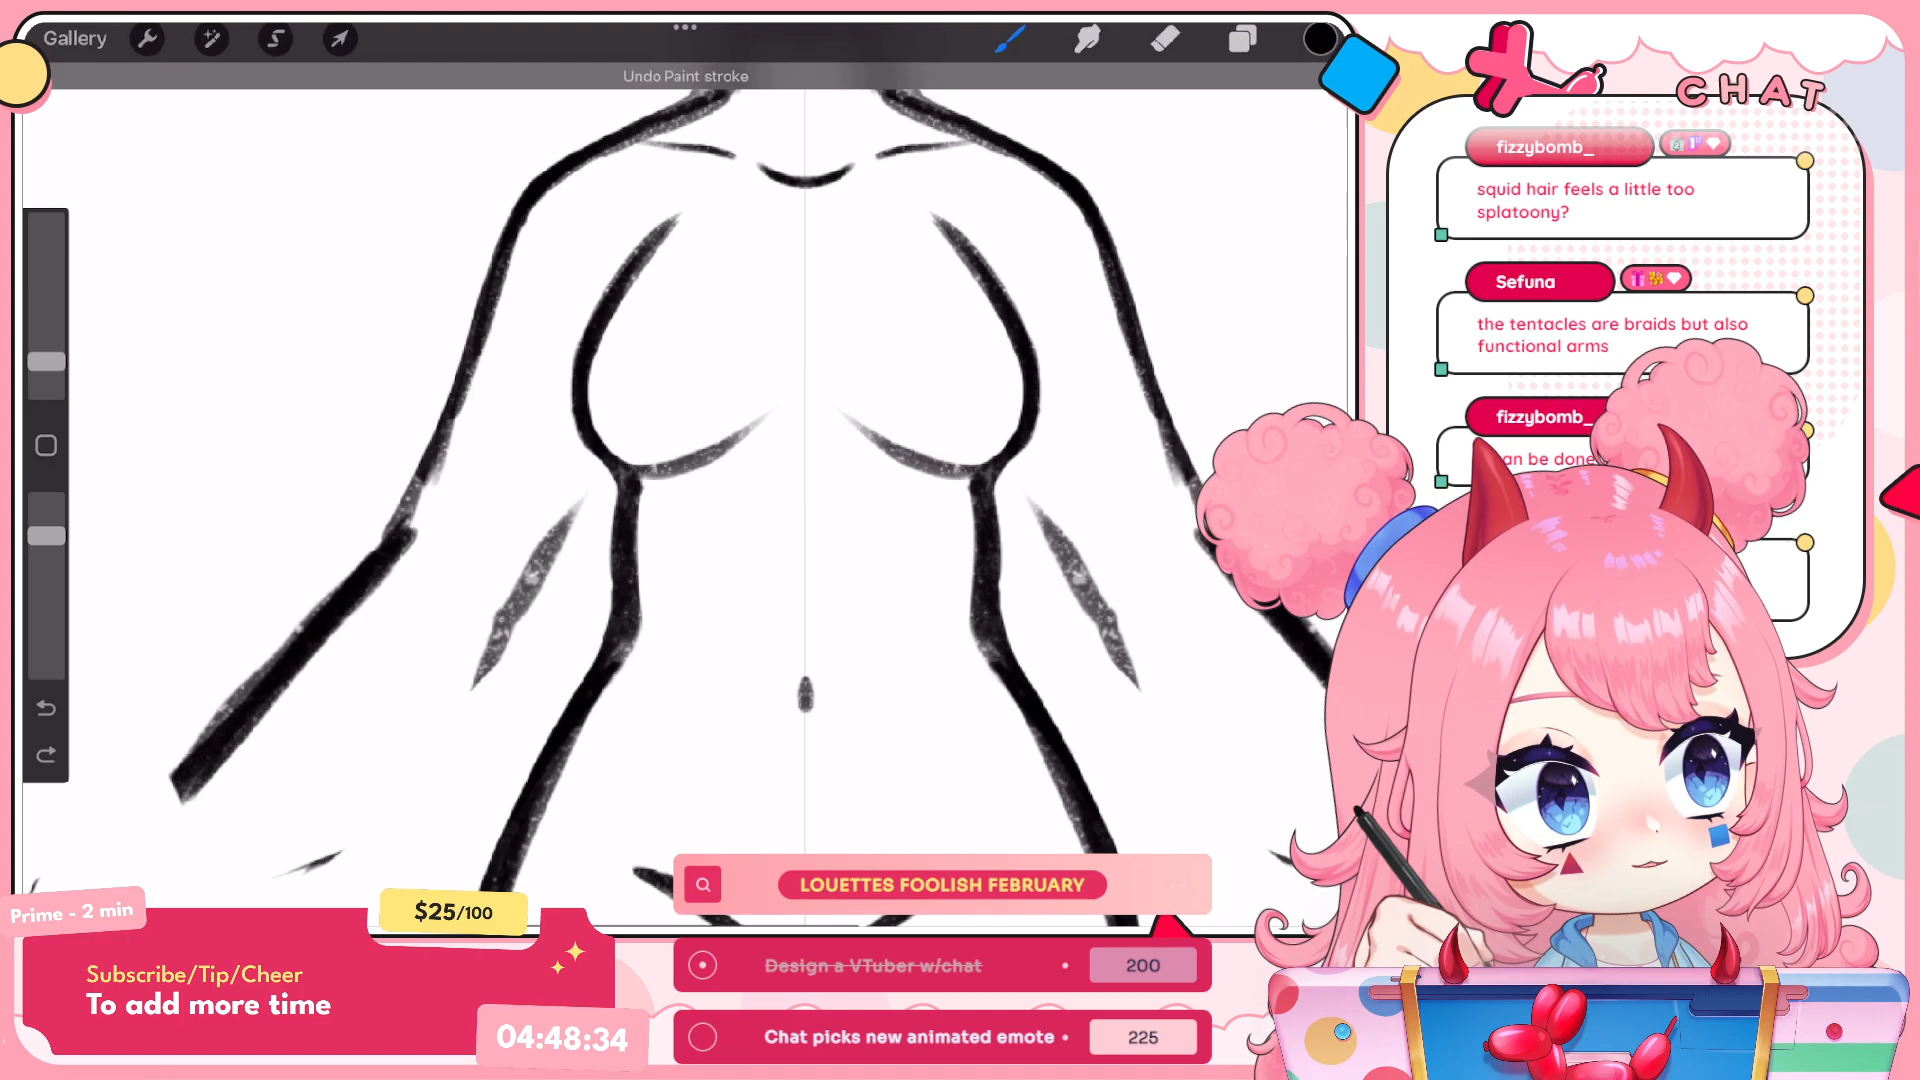 Gallery
Undo Paint stroke
CHAT
fizzybomb_
squid hair feels a little too
splatoony?
Sefuna
the tentacles are braids but also
functional arms
fizzybomb_
an be done
LOUETTES FOOLISH FEBRUARY
Prime - 2 min
$25/100
Subscribe/Tip/Cheer
To add more time
04:48:34
Design a VTuber w/chat • 200
Chat picks new animated emote • 225